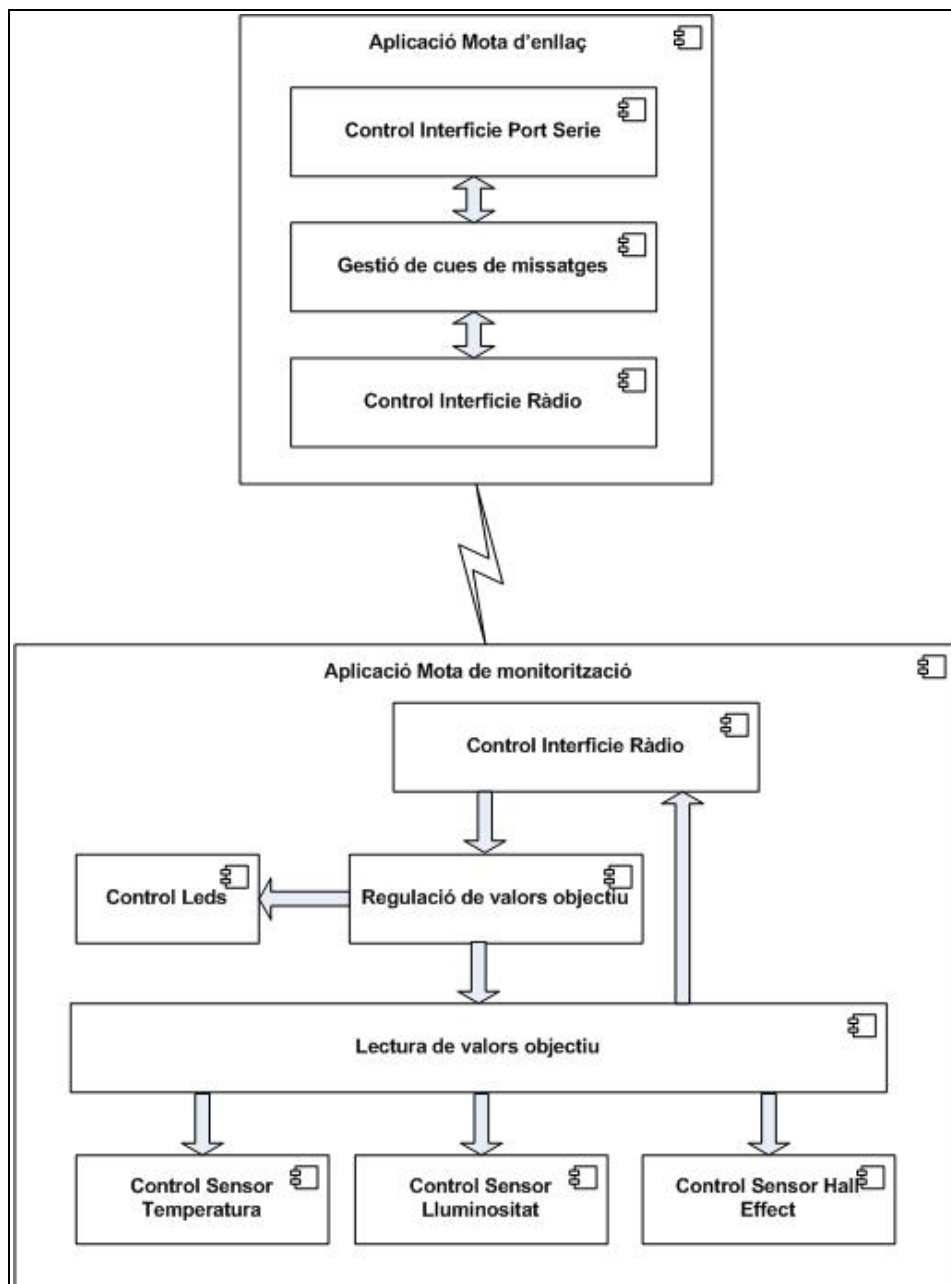 Aplicació Mota d'enllaç
Control Interficie Port Serie
Gestió de cues de missatges
Control Interficie Ràdio
Aplicació Mota de monitorització
Control Interficie Ràdio
Control Leds
Regulació de valors objectiu
Lectura de valors objectiu
Control Sensor
Temperatura
Control Sensor
Lluminositat
Control Sensor Hall
Effect